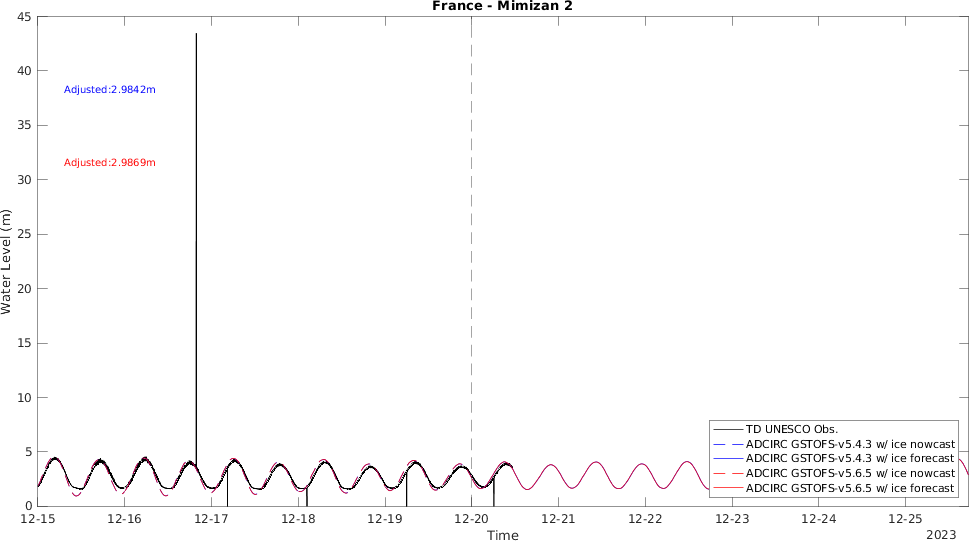 France - Mimizan 2
45
40
35
30
25
20
15
10
5
0
Water Level (m)
Adjusted:2.9842m
Adjusted:2.9869m
TD UNESCO Obs.
ADCIRC GSTOFS-v5.4.3 w/ ice nowcast
ADCIRC GSTOFS-v5.4.3 w/ ice forecast
ADCIRC GSTOFS-v5.6.5 w/ ice nowcast
ADCIRC GSTOFS-v5.6.5 w/ ice forecast
12-15 12-16 12-17 12-18 12-19 12-20 12-21 12-22 12-23 12-24 12-25
Time
2023